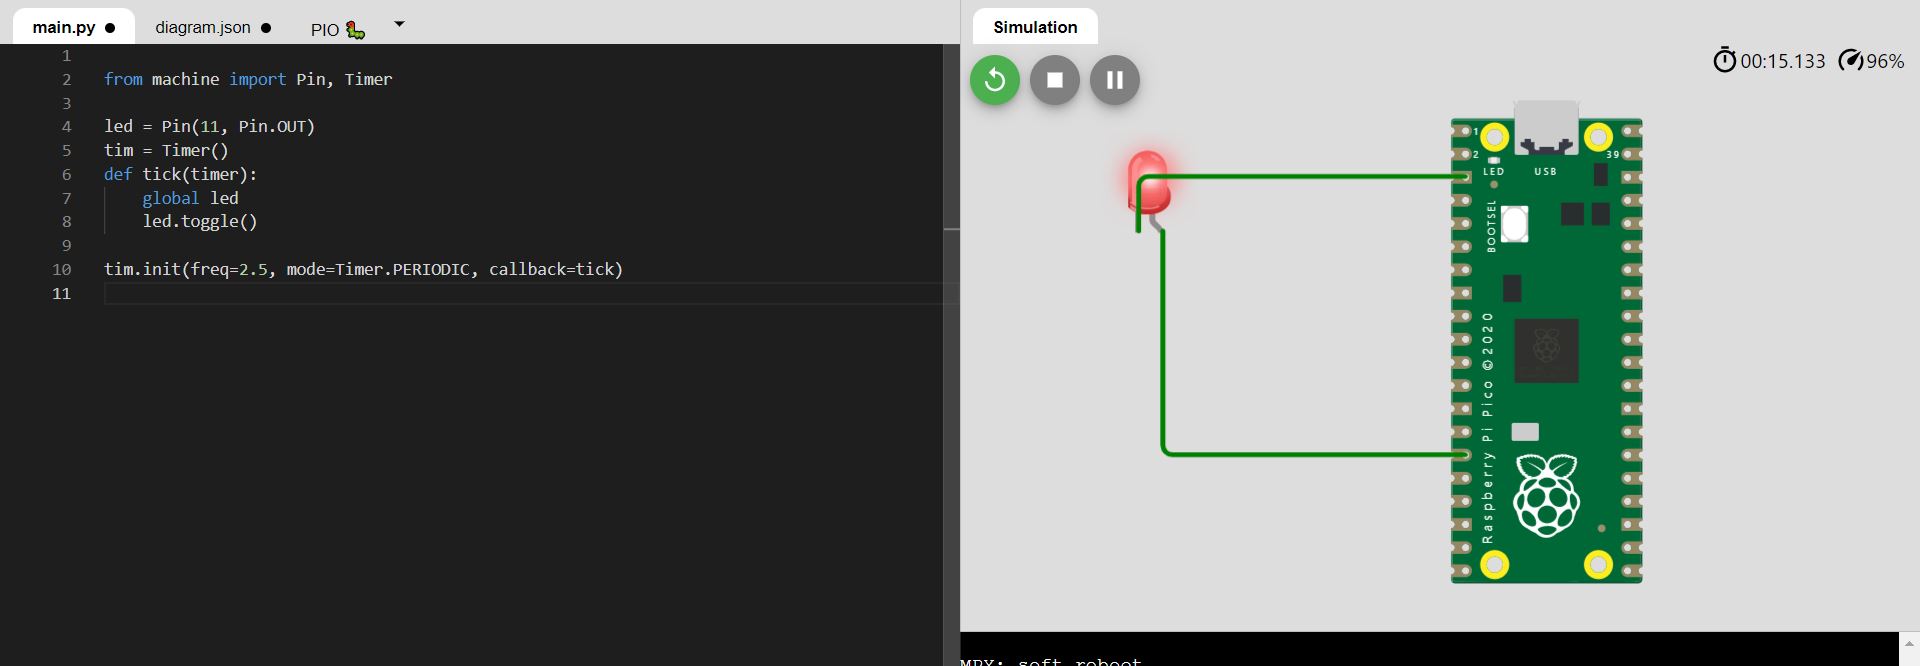 main.py ●
diagram.json ●
PIO
1
2 from machine import Pin, Timer
3
4 led = Pin(11, Pin.OUT)
5 tim = Timer()
6 def tick(timer):
7     global led
8     led.toggle()
9
10 tim.init(freq=2.5, mode=Timer.PERIODIC, callback=tick)
11
Simulation
00:15.133 96%
1
2 39
LED USB
BOOTSEL
Raspberry Pi Pico ©2020
MPY: soft reboot